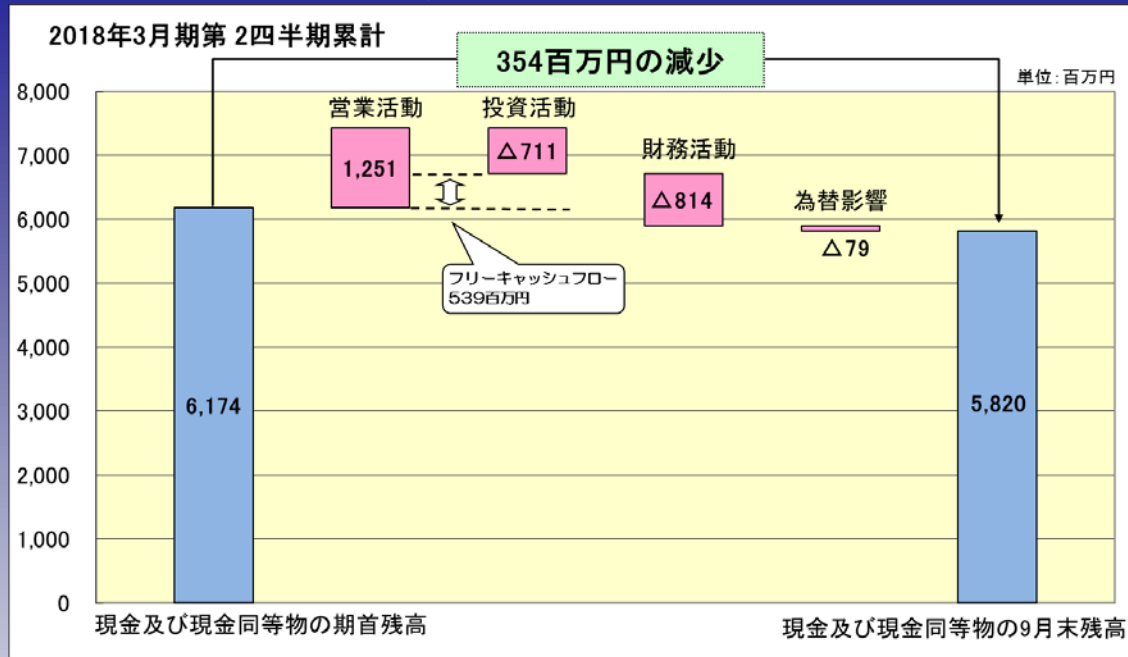 2018年3月期第 2四半期累計
354百万円の減少
単位：百万円
8,000
7,000
6,000
5,000
4,000
3,000
2,000
1,000
0
営業活動
1,251
投資活動
△711
財務活動
△814
為替影響
△79
フリーキャッシュフロー
539百万円
6,174
5,820
現金及び現金同等物の期首残高
現金及び現金同等物の9月末残高